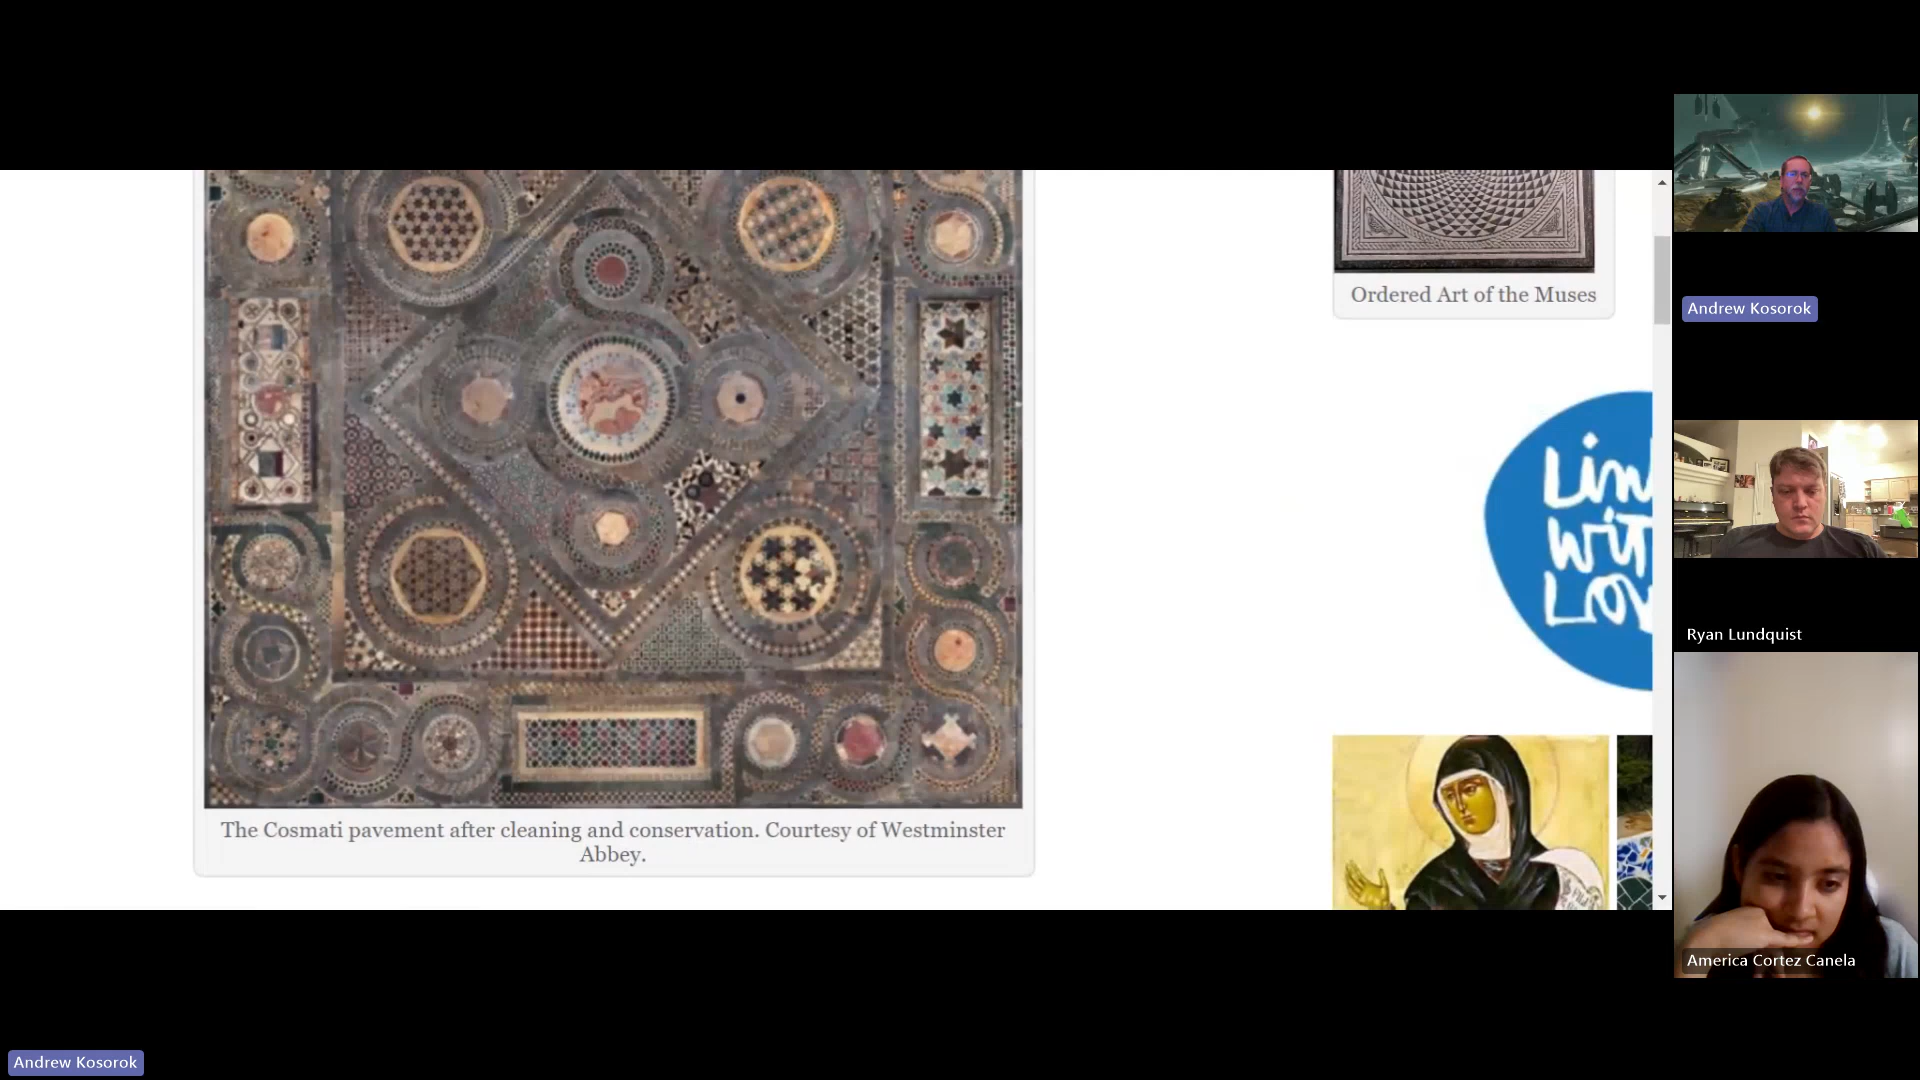 Ordered Art of the Muses
The Cosmati pavement after cleaning and conservation. Courtesy of Westminster
Abbey.
Andrew Kosorok
Ryan Lundquist
America Cortez Canela
Andrew Kosorok